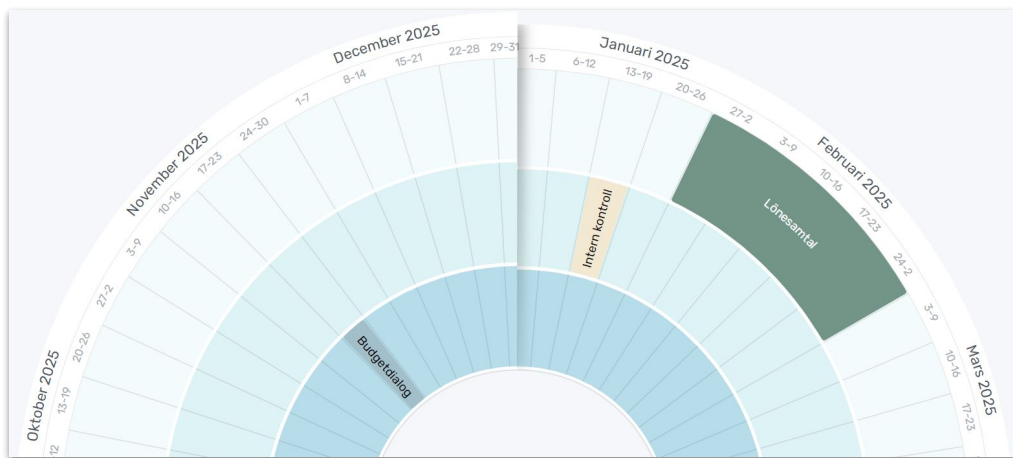 Oktober 2025
12
13-19
20-26
27-2
November 2025
3-9
10-16
17-23
24-30
December 2025
1-7
8-14
15-21
22-28
29-31
Januari 2025
1-5
6-12
13-19
20-26
27-2
Februari 2025
3-9
10-16
17-23
24-2
Mars 2025
3-9
10-16
17-23
Budgetdialog
Intern kontroll
Lönesamtal